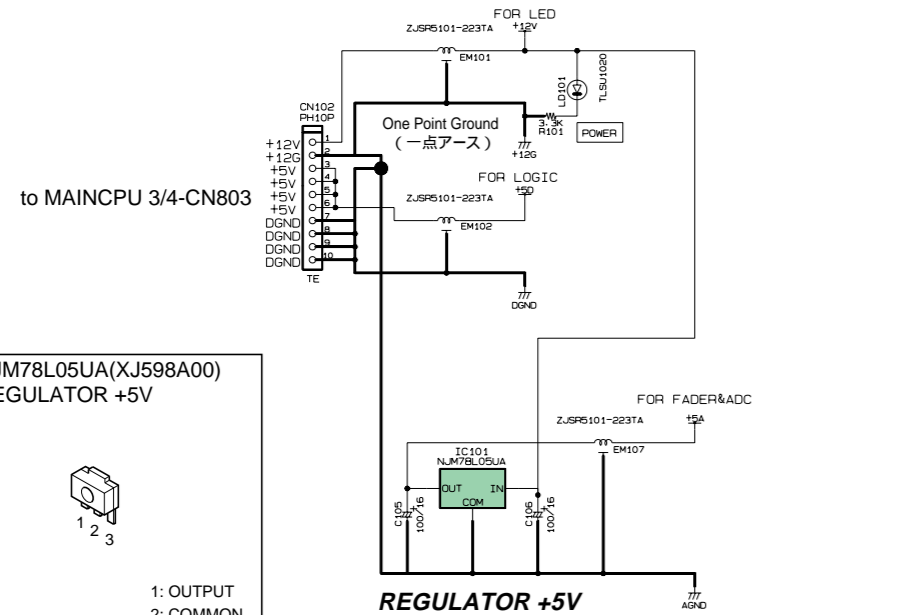 FOR LED
+12V
ZJSR5101-223TA
EM101
LD101
TLSU1020
3.3K
R101
POWER
+12G
CN102
PH10P
One Point Ground
(一点アース)
+12V 1
+12G 2
+5V 3
+5V 4
+5V 5
+5V 6
DGND 7
DGND 8
DGND 9
DGND 10
TE
to MAINCPU 3/4-CN803
FOR LOGIC
+5D
ZJSR5101-223TA
EM102
DGND
JM78L05UA(XJ598A00)
EGULATOR +5V
1
2
3
1: OUTPUT
2: COMMON
FOR FADER&ADC
+5A
ZJSR5101-223TA
EM107
IC101
NJM78L05UA
OUT IN
COM
C105
100/16
C106
100/16
REGULATOR +5V
AGND